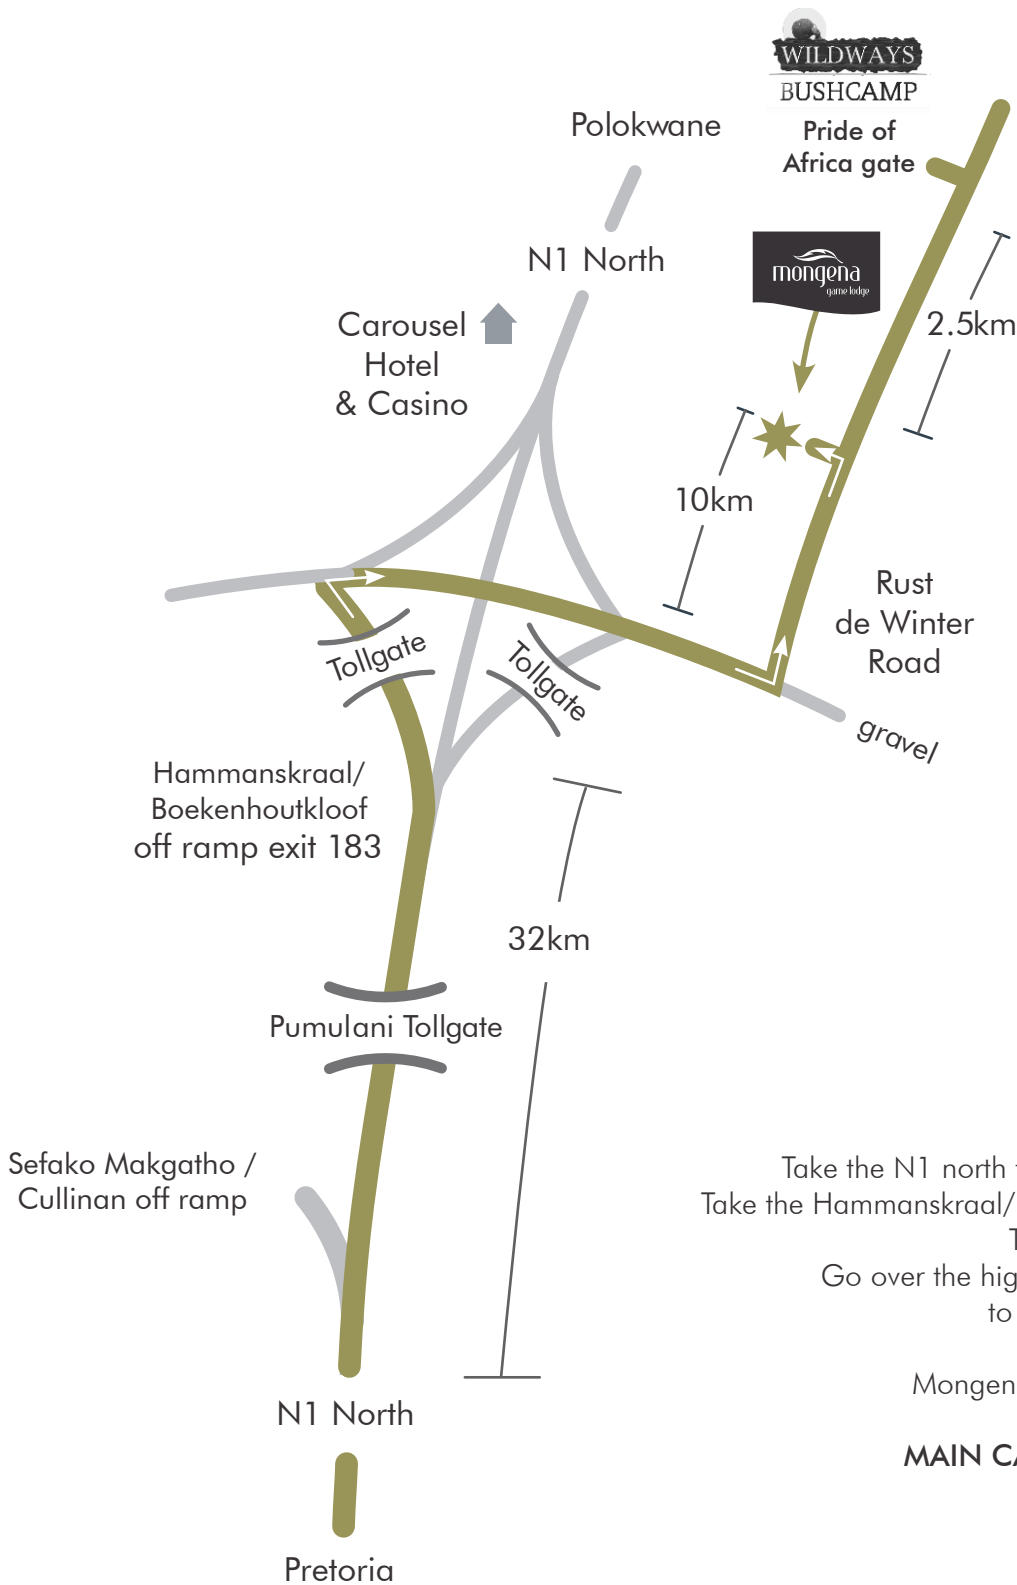 WILDWAYS
BUSHCAMP
Pride of
Africa gate
Polokwane
N1 North
mongena
game lodge
Carousel
Hotel
& Casino
2.5km
10km
Rust
de Winter
Road
Tollgate
Tollgate
gravel
Hammanskraal/
Boekenhoutkloof
off ramp exit 183
32km
Pumulani Tollgate
Sefako Makgatho /
Cullinan off ramp
N1 North
Pretoria
Take the N1 north
Take the Hammanskraal/
T
Go over the hig
to
Mongen
MAIN CA